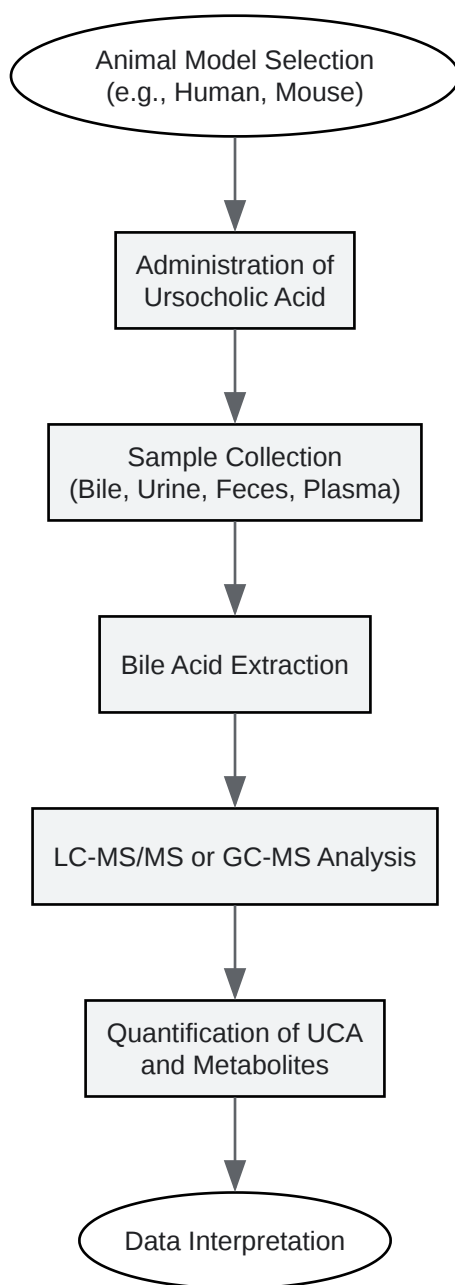 Animal Model Selection
(e.g., Human, Mouse)
Administration of
Ursocholic Acid
Sample Collection
(Bile, Urine, Feces, Plasma)
Bile Acid Extraction
LC-MS/MS or GC-MS Analysis
Quantification of UCA
and Metabolites
Data Interpretation